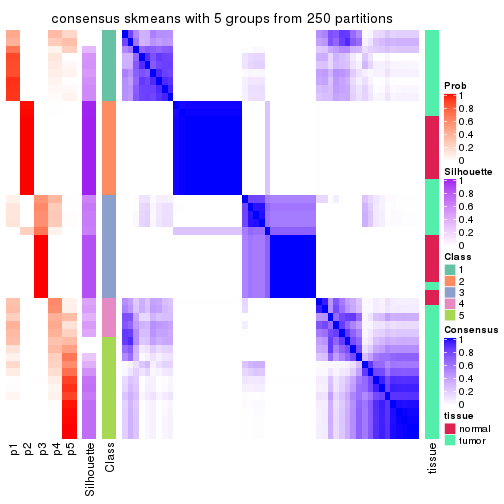 consensus skmeans with 5 groups from 250 partitions
Prob
1
0.8
0.6
0.4
0.2
0
Silhouette
1
0.8
0.6
0.4
0.2
0
Class
1
2
3
4
5
Consensus
1
0.8
0.6
0.4
0.2
0
tissue
normal
tumor
p1
p2
p3
p4
p5
Silhouette
Class
tissue